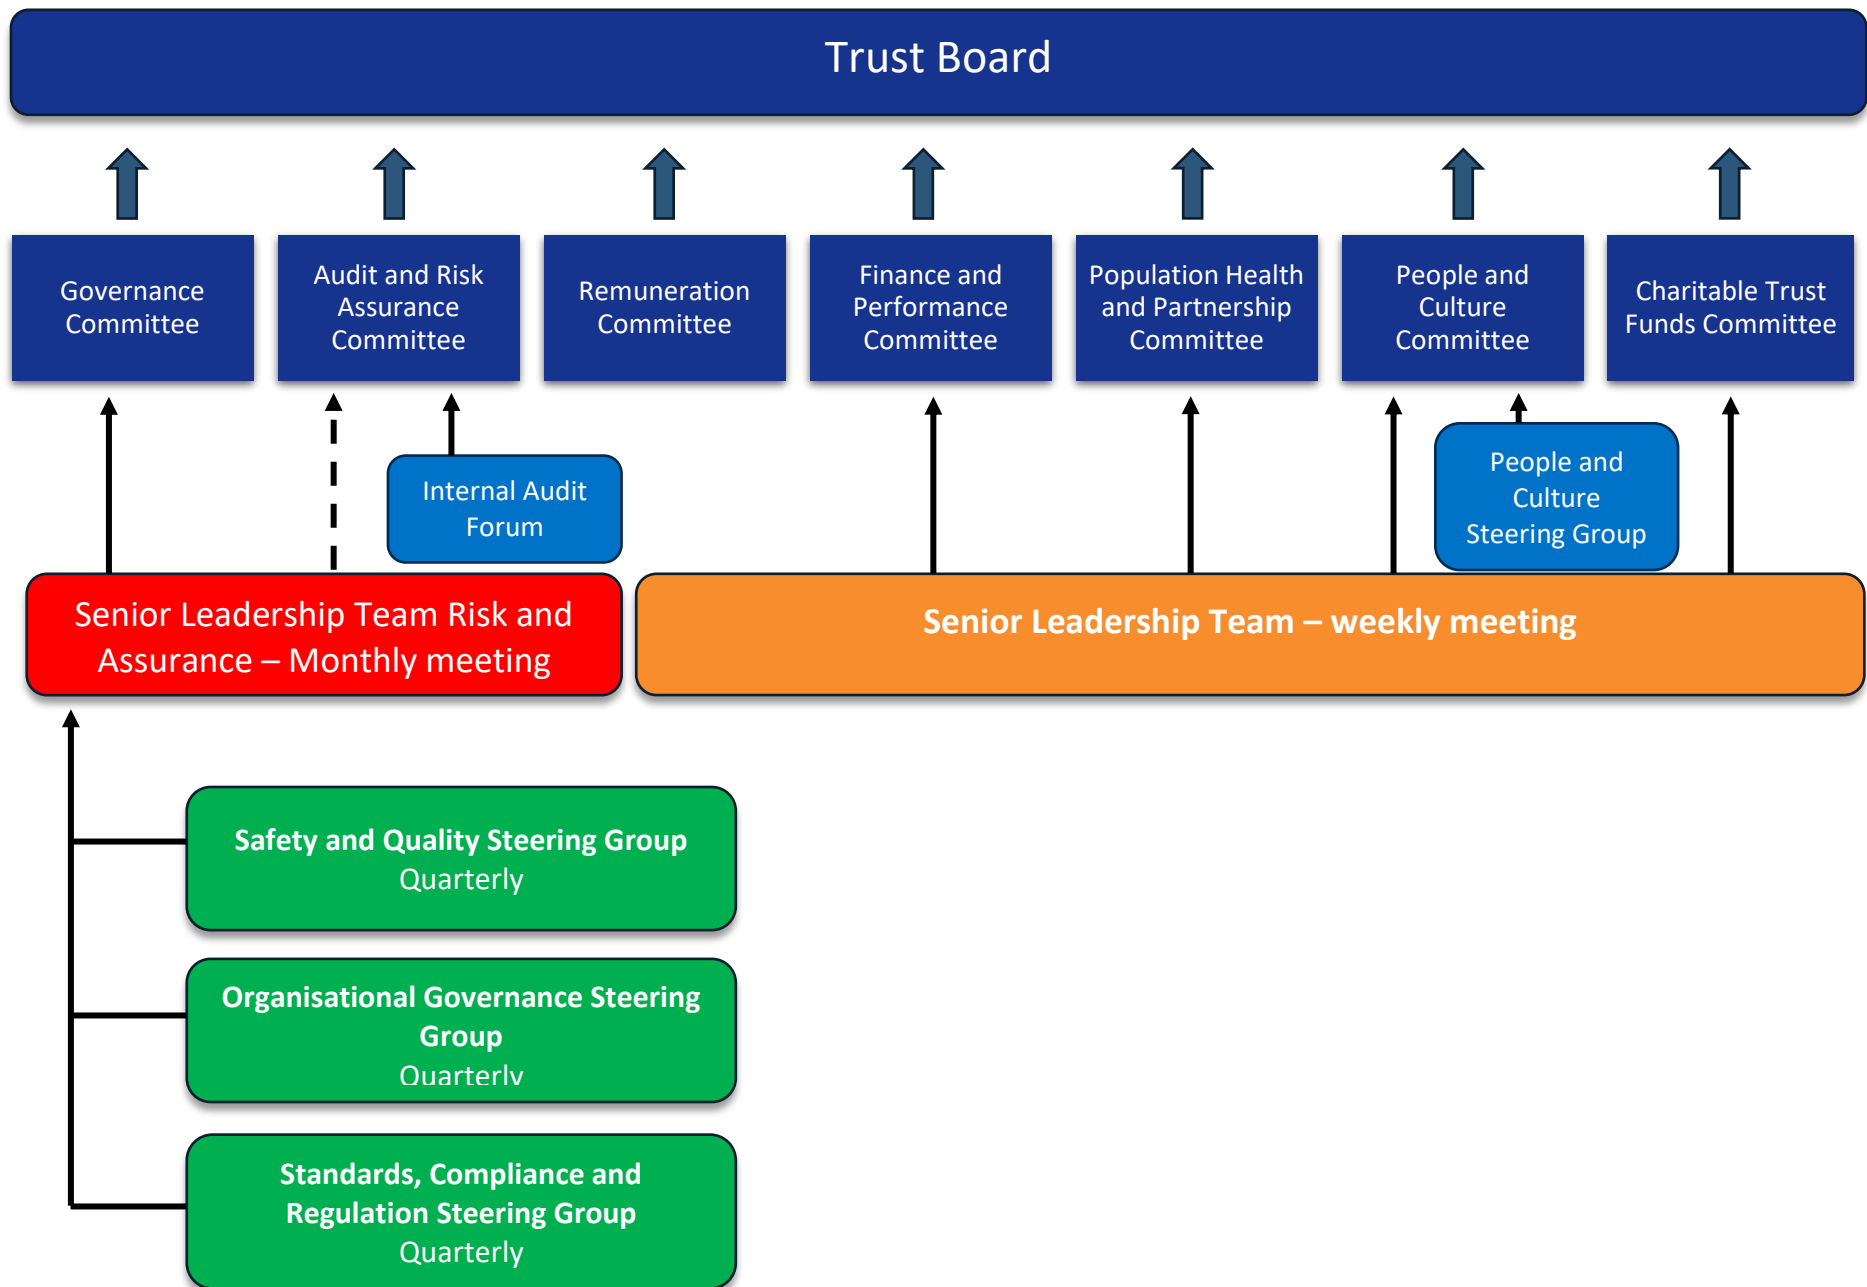 Trust Board
Governance
Committee
Audit and Risk
Assurance
Committee
Remuneration
Committee
Finance and
Performance
Committee
Population Health
and Partnership
Committee
People and
Culture
Committee
Charitable Trust
Funds Committee
Internal Audit
Forum
People and
Culture
Steering Group
Senior Leadership Team Risk and
Assurance – Monthly meeting
Senior Leadership Team – weekly meeting
Safety and Quality Steering Group
Quarterly
Organisational Governance Steering
Group
Quarterly
Standards, Compliance and
Regulation Steering Group
Quarterly